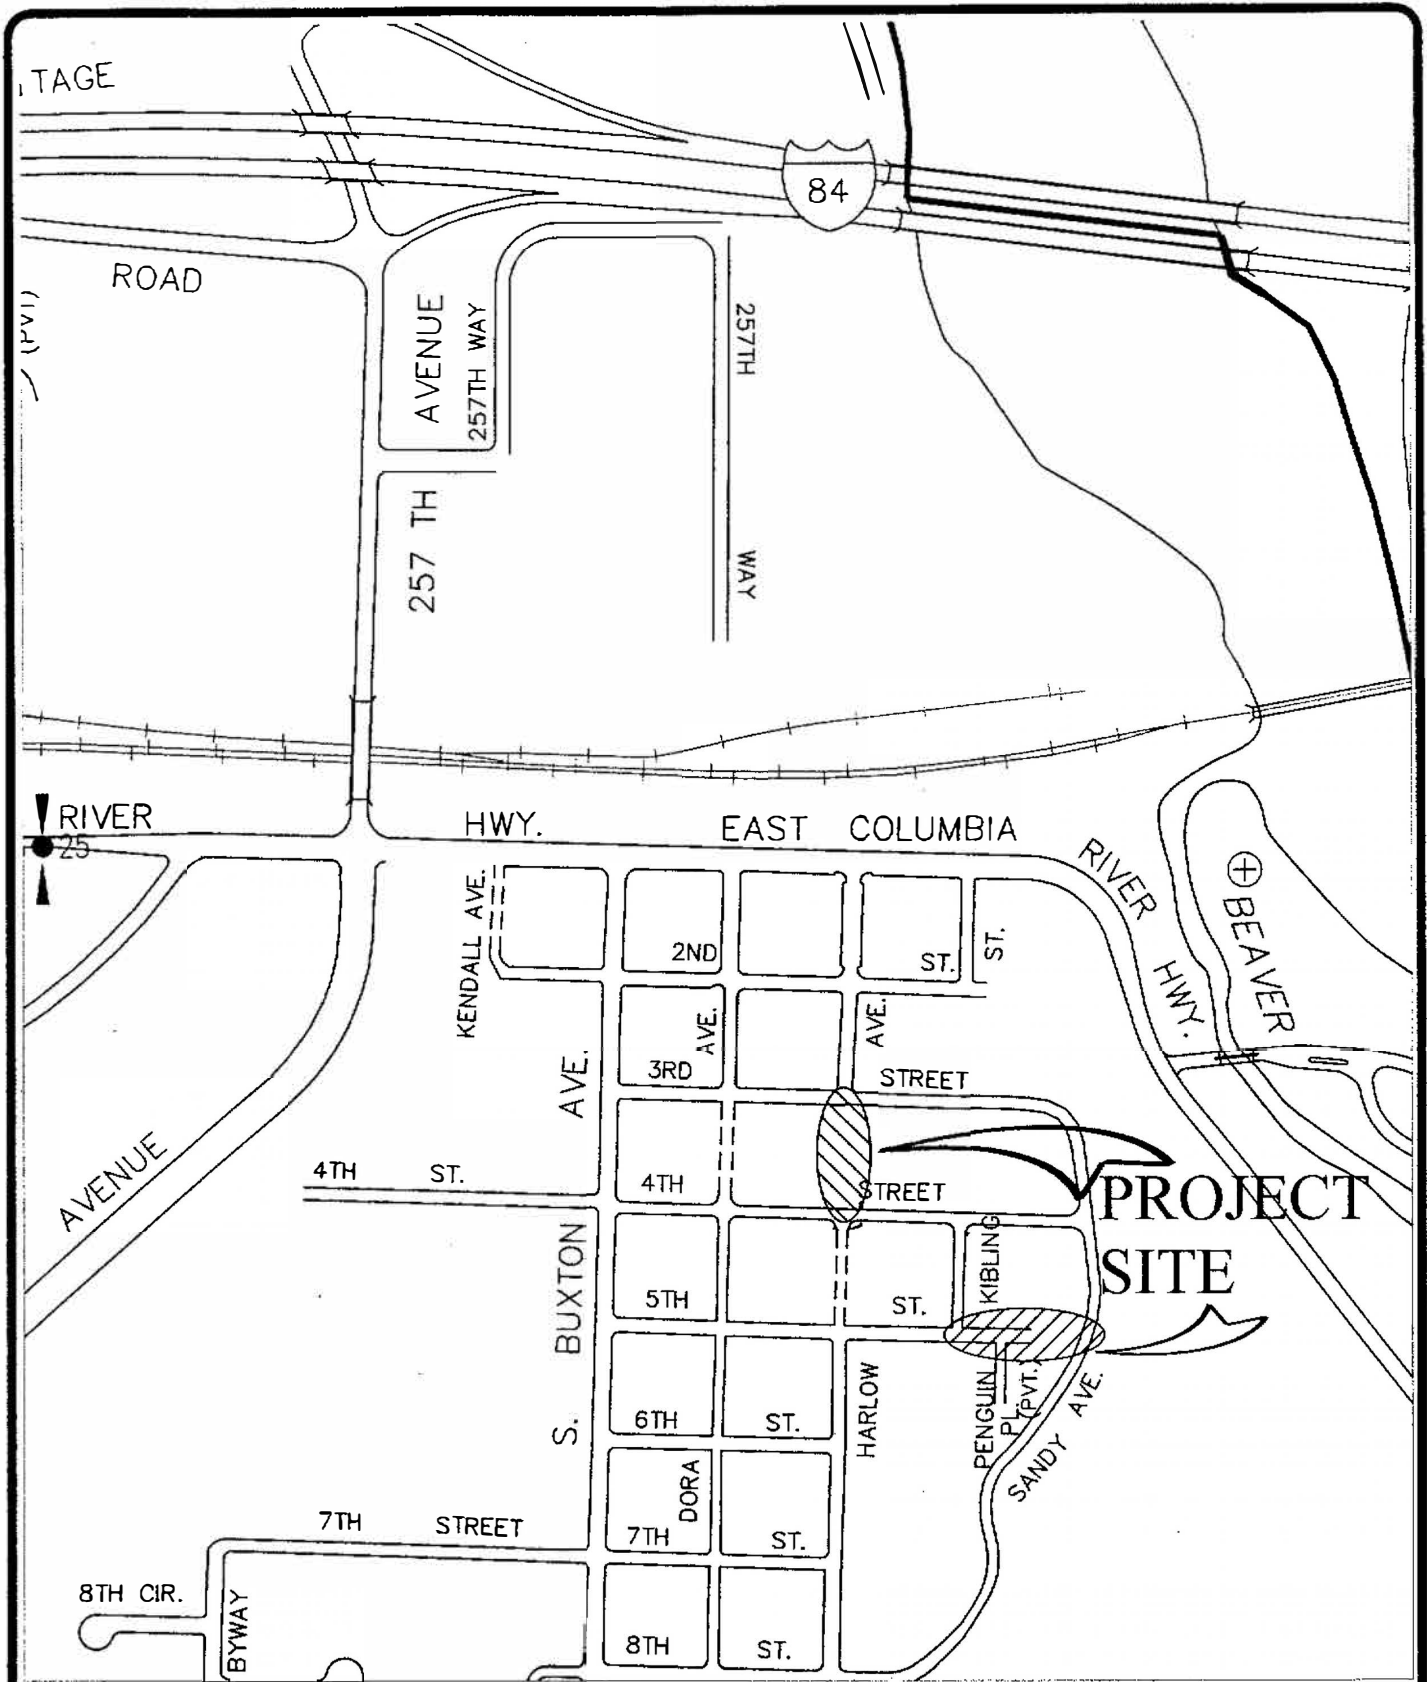 TAGE
84
ROAD
(PVT)
257 TH AVENUE
257TH WAY
257TH WAY
RIVER
25
HWY.
EAST COLUMBIA
RIVER HWY.
BEAVER
KENDALL AVE.
2ND
ST.
ST.
AVE.
AVE.
3RD
STREET
AVENUE
4TH ST.
4TH
STREET
PROJECT
SITE
S. BUXTON AVE.
KIBLING
5TH
ST.
HARLOW
PENGUIN
PL.
(PVT.)
SANDY AVE.
6TH
ST.
DORA
7TH STREET
7TH
ST.
8TH CIR.
BYWAY
8TH
ST.